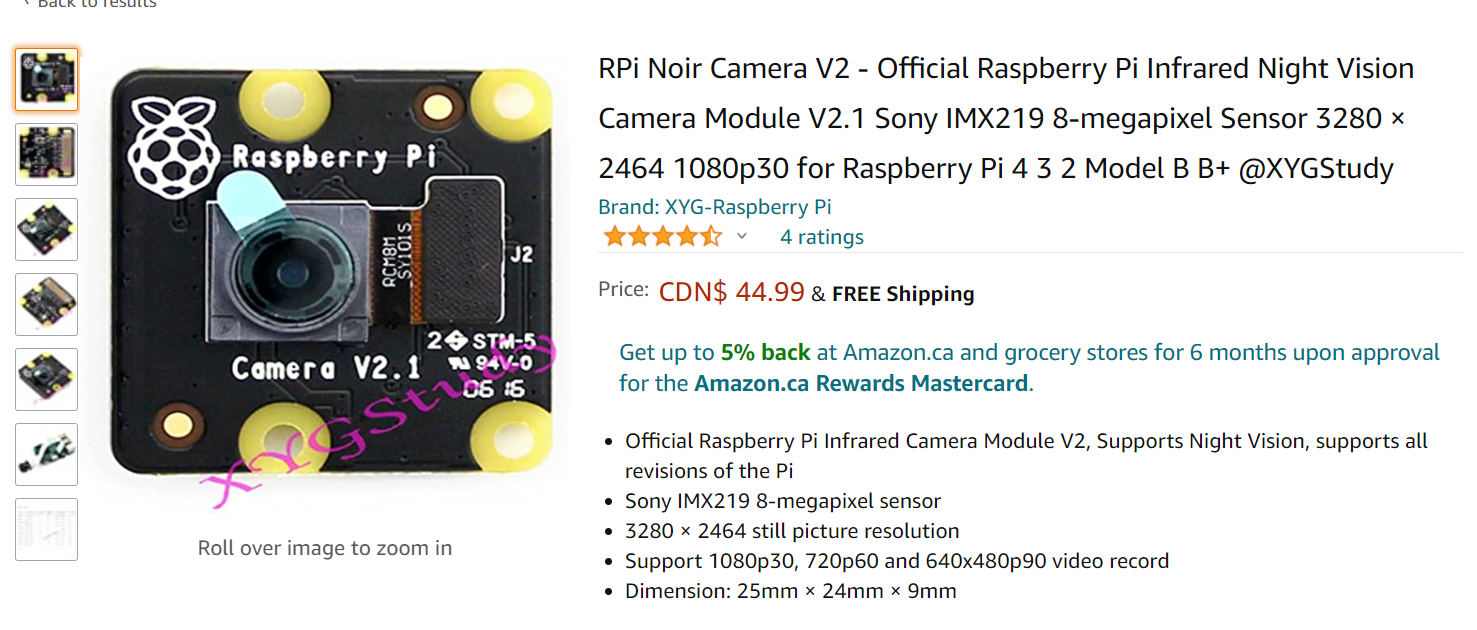 Back to results
RPi Noir Camera V2 - Official Raspberry Pi Infrared Night Vision
Camera Module V2.1 Sony IMX219 8-megapixel Sensor 3280 ×
2464 1080p30 for Raspberry Pi 4 3 2 Model B B+ @XYGStudy
Brand: XYG-Raspberry Pi
4 ratings
Price: CDN$ 44.99 & FREE Shipping
Get up to 5% back at Amazon.ca and grocery stores for 6 months upon approval
for the Amazon.ca Rewards Mastercard.
Official Raspberry Pi Infrared Camera Module V2, Supports Night Vision, supports all
revisions of the Pi
Sony IMX219 8-megapixel sensor
3280 × 2464 still picture resolution
Support 1080p30, 720p60 and 640x480p90 video record
Dimension: 25mm × 24mm × 9mm
Raspberry Pi
RCM8M
SY101S
J2
2 STM-5
94V-0
Camera V2.1
06 16
XYGStudy
Roll over image to zoom in